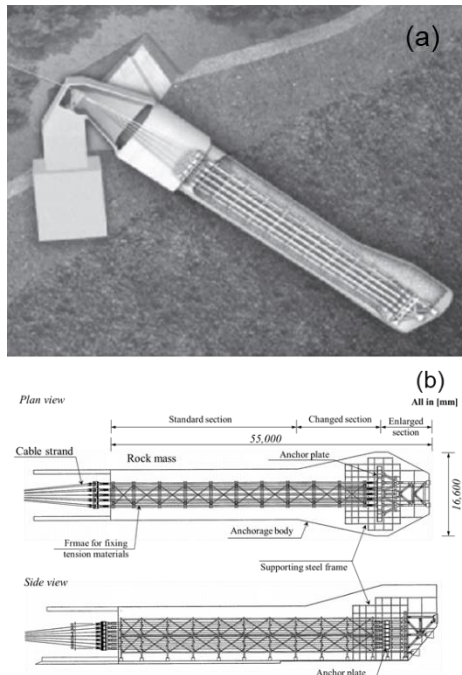 (a)
(b)
Plan view
All in [mm]
Standard section
Changed section
Enlarged
section
55,000
Cable strand
Rock mass
Anchor plate
16,600
Frmae for fixing
tension materials
Anchorage body
Supporting steel frame
Side view
Anchor plate